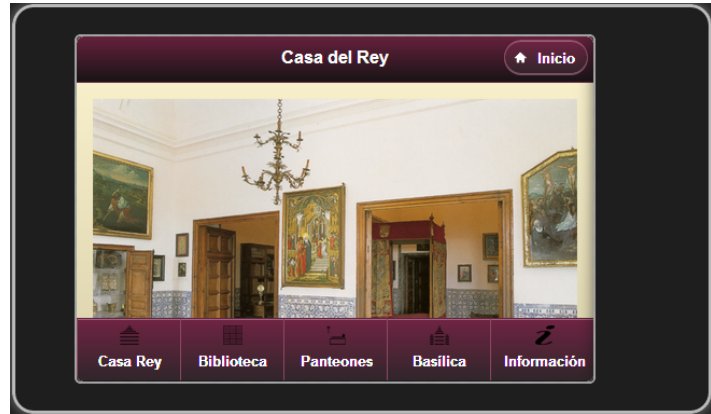 Casa del Rey
Inicio
Casa Rey
Biblioteca
Panteones
Basílica
Información